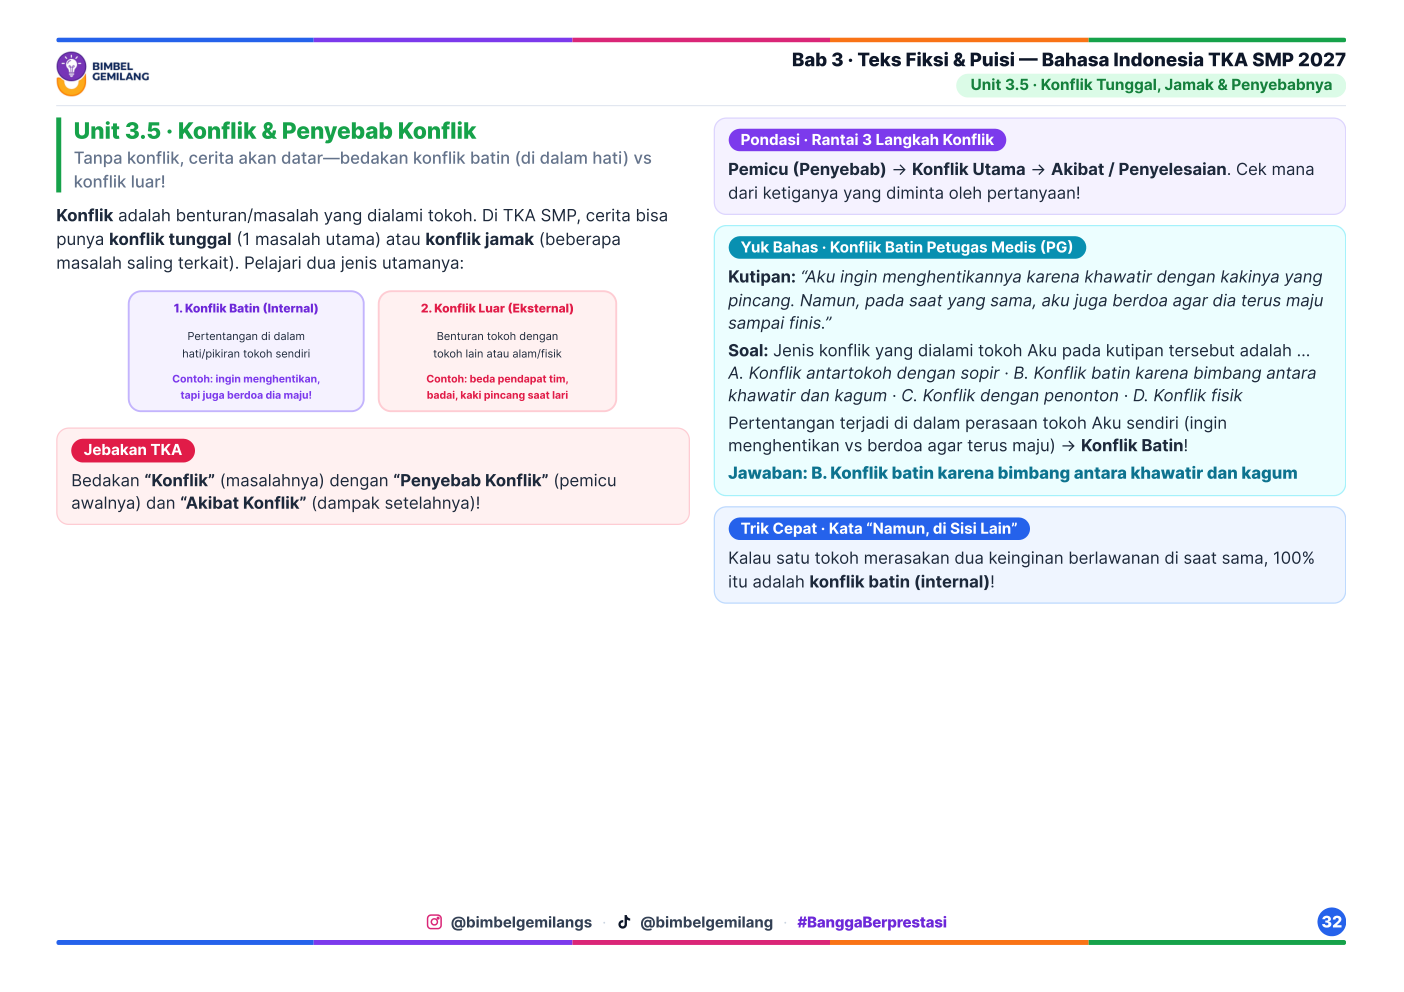 BIMBEL
GEMILANG
Bab 3 · Teks Fiksi & Puisi — Bahasa Indonesia TKA SMP 2027
Unit 3.5 · Konflik Tunggal, Jamak & Penyebabnya
Unit 3.5 · Konflik & Penyebab Konflik
Tanpa konflik, cerita akan datar—bedakan konflik batin (di dalam hati) vs
konflik luar!
Konflik adalah benturan/masalah yang dialami tokoh. Di TKA SMP, cerita bisa
punya konflik tunggal (1 masalah utama) atau konflik jamak (beberapa
masalah saling terkait). Pelajari dua jenis utamanya:
1. Konflik Batin (Internal)
Pertentangan di dalam
hati/pikiran tokoh sendiri
Contoh: ingin menghentikan,
tapi juga berdoa dia maju!
2. Konflik Luar (Eksternal)
Benturan tokoh dengan
tokoh lain atau alam/fisik
Contoh: beda pendapat tim,
badai, kaki pincang saat lari
Jebakan TKA
Bedakan “Konflik” (masalahnya) dengan “Penyebab Konflik” (pemicu
awalnya) dan “Akibat Konflik” (dampak setelahnya)!
Pondasi · Rantai 3 Langkah Konflik
Pemicu (Penyebab) → Konflik Utama → Akibat / Penyelesaian. Cek mana
dari ketiganya yang diminta oleh pertanyaan!
Yuk Bahas · Konflik Batin Petugas Medis (PG)
Kutipan: “Aku ingin menghentikannya karena khawatir dengan kakinya yang
pincang. Namun, pada saat yang sama, aku juga berdoa agar dia terus maju
sampai finis.”
Soal: Jenis konflik yang dialami tokoh Aku pada kutipan tersebut adalah ...
A. Konflik antartokoh dengan sopir · B. Konflik batin karena bimbang antara
khawatir dan kagum · C. Konflik dengan penonton · D. Konflik fisik
Pertentangan terjadi di dalam perasaan tokoh Aku sendiri (ingin
menghentikan vs berdoa agar terus maju) → Konflik Batin!
Jawaban: B. Konflik batin karena bimbang antara khawatir dan kagum
Trik Cepat · Kata “Namun, di Sisi Lain”
Kalau satu tokoh merasakan dua keinginan berlawanan di saat sama, 100%
itu adalah konflik batin (internal)!
@bimbelgemilangs · @bimbelgemilang · #BanggaBerprestasi
32